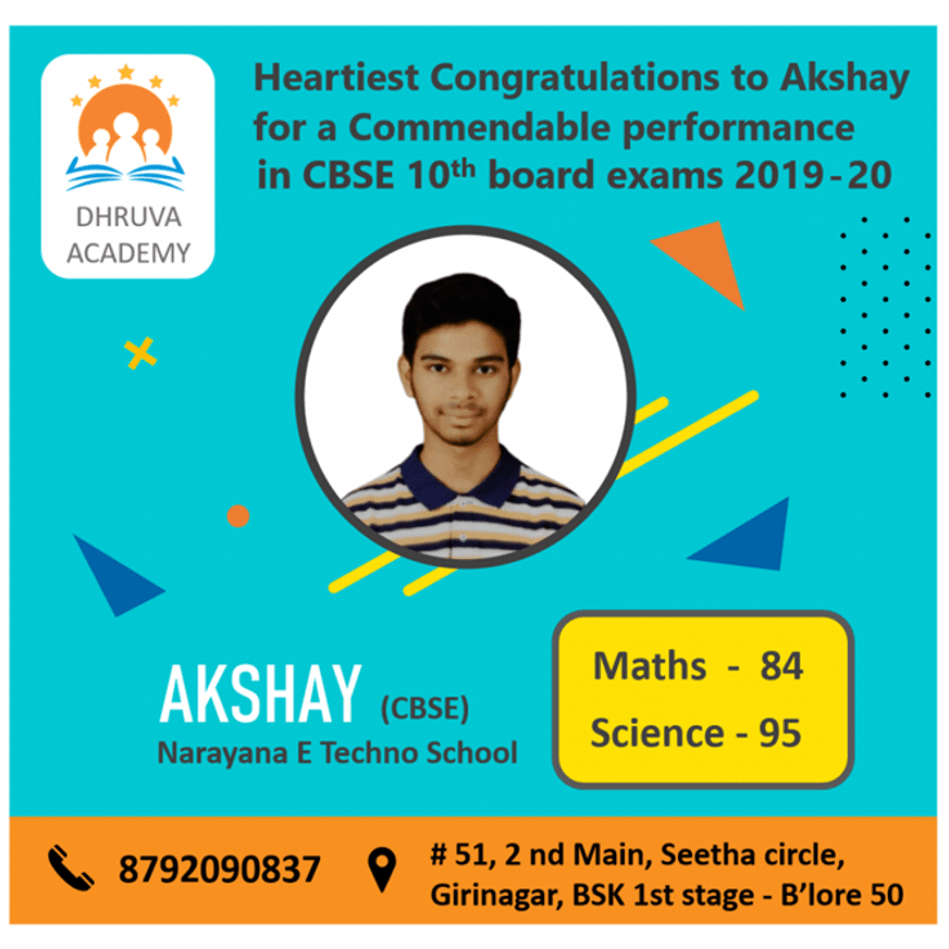 Heartiest Congratulations to Akshay
for a Commendable performance
in CBSE 10th board exams 2019-20
DHRUVA
ACADEMY
AKSHAY (CBSE)
Narayana E Techno School
Maths - 84
Science - 95
8792090837
# 51, 2 nd Main, Seetha circle,
Girinagar, BSK 1st stage - B'lore 50